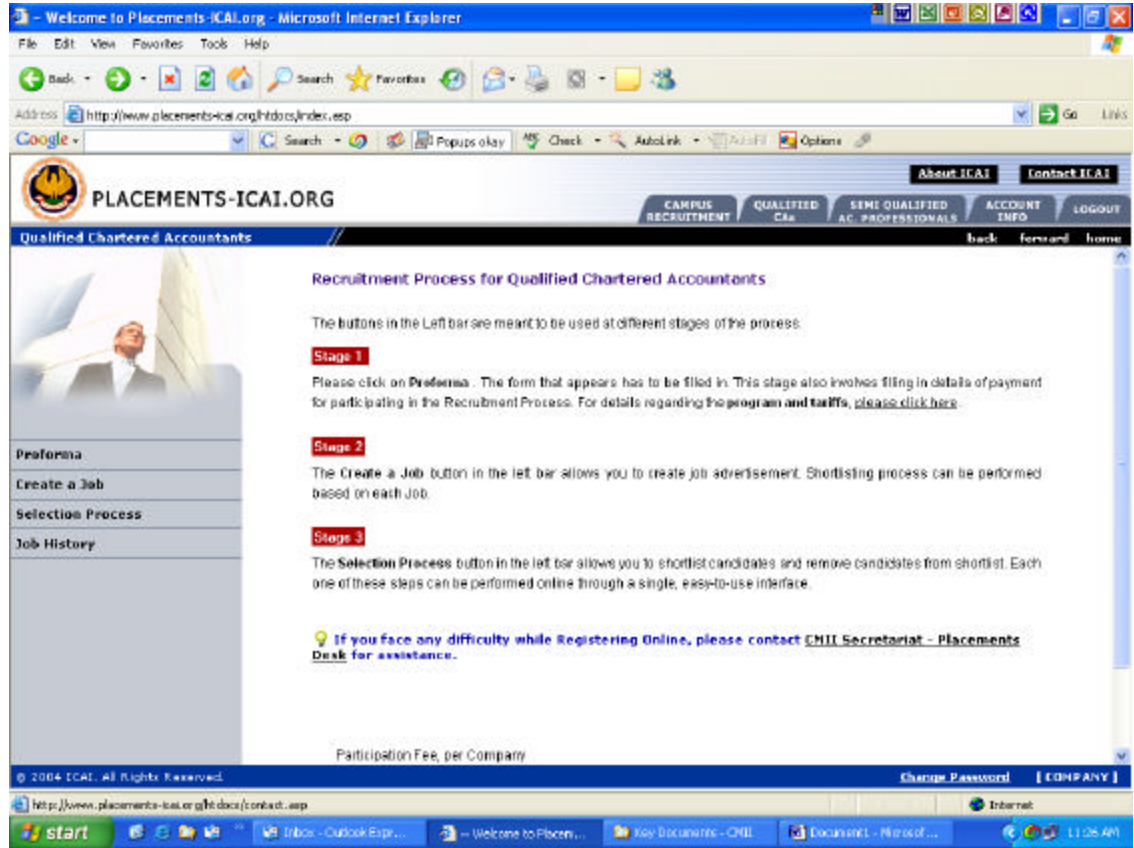 - Welcome to Placements-ICAI.org - Microsoft Internet Explorer
File Edit View Favorites Tools Help
Back Search Favorites
Address http://www.placements-icai.org/htdocs/index.asp Go Links
Google Search Popups okay Check AutoLink AutoFill Options
PLACEMENTS-ICAI.ORG
About ICAI Contact ICAI
CAMPUS RECRUITMENT
QUALIFIED CAs
SEMI QUALIFIED AC. PROFESSIONALS
ACCOUNT INFO
LOGOUT
Qualified Chartered Accountants //
back forward home
Proforma
Create a Job
Selection Process
Job History
Recruitment Process for Qualified Chartered Accountants
The buttons in the Left bar are meant to be used at different stages of the process.
Stage 1
Please click on Proforma . The form that appears has to be filled in. This stage also involves filling in details of payment
for participating in the Recruitment Process. For details regarding the program and tariffs, please click here.
Stage 2
The Create a Job button in the left bar allows you to create job advertisement. Shortlisting process can be performed
based on each Job.
Stage 3
The Selection Process button in the left bar allows you to shortlist candidates and remove candidates from shortlist. Each
one of these steps can be performed online through a single, easy-to-use interface.
If you face any difficulty while Registering Online, please contact CMII Secretariat - Placements
Desk for assistance.
Participation Fee, per Company
© 2004 ICAI. All Rights Reserved.
Change Password [ COMPANY ]
http://www.placements-icai.org/htdocs/contact.asp Internet
start Inbox - Outlook Expr... - Welcome to Placem... Key Documents - CMII Document1 - Microsof... 11:26 AM